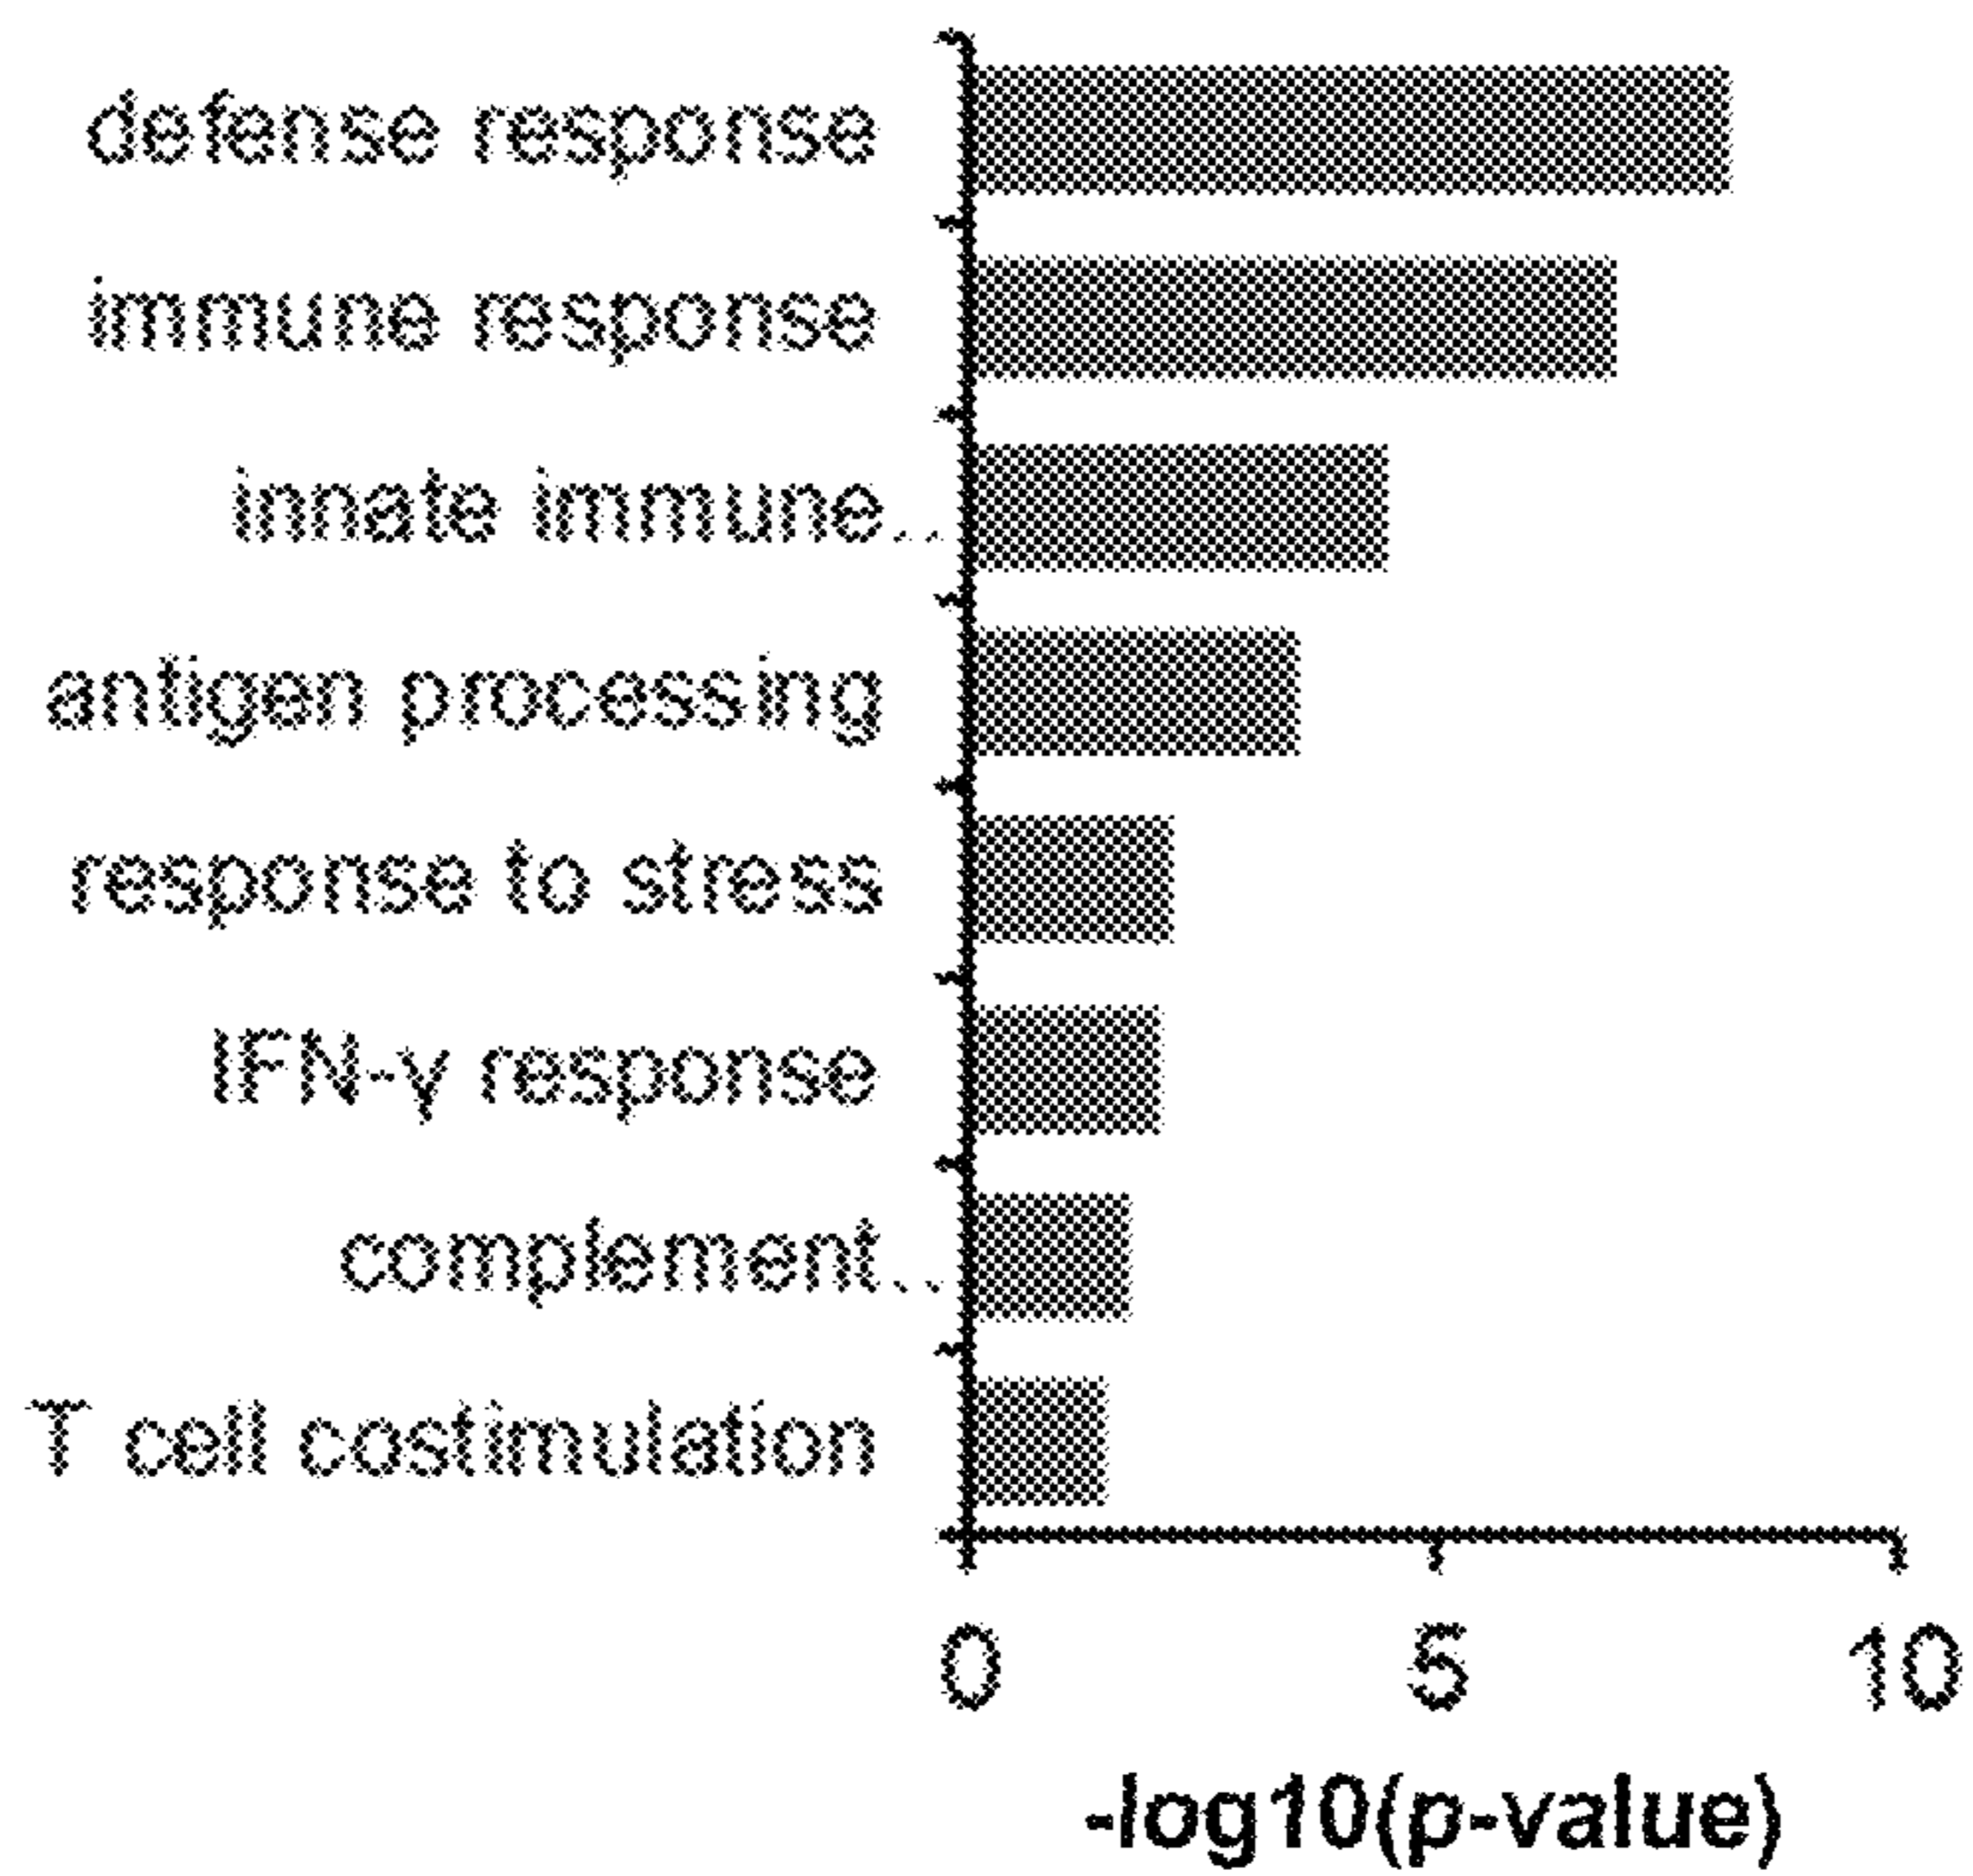 defense response
immune response
innate immune...
antigen processing
response to stress
IFN-γ response
complement...
T cell costimulation
0 5 10
-log10(p-value)